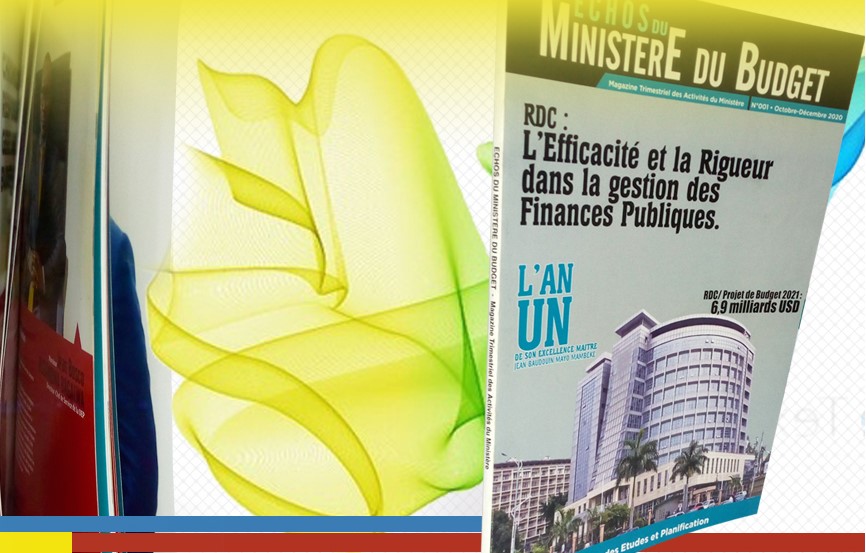 ECHOS DU
MINISTERE DU BUDGET
Magazine Trimestriel des Activités du Ministère
N°001 • Octobre-Décembre 2020
RDC :
L'Efficacité et la Rigueur
dans la gestion des
Finances Publiques.
L'AN
UN
DE SON EXCELLENCE MAITRE
JEAN BAUDOUIN MAYO MAMBEKE
RDC/ Projet de Budget 2021 :
6,9 milliards USD
des Etudes et Planification
ECHOS DU MINISTERE DU BUDGET - Magazine Trimestriel des Activités du Ministère